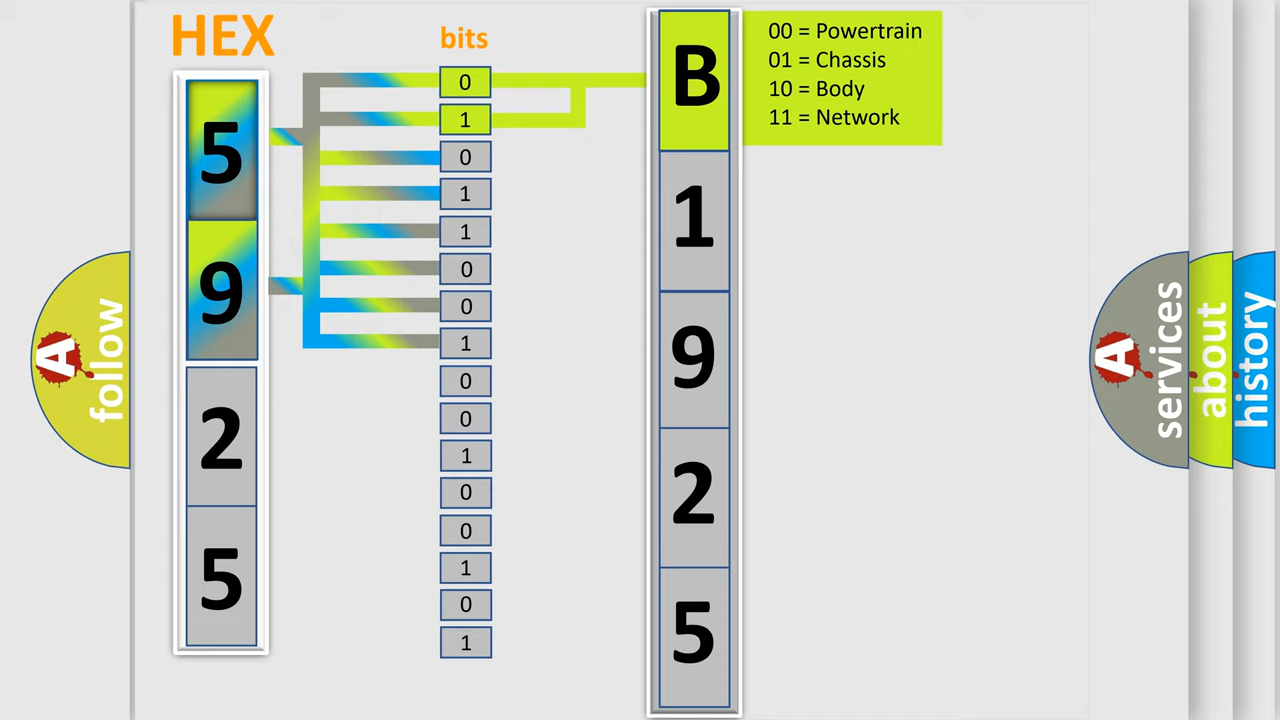 HEX
bits
5
9
2
5
0
1
0
1
1
0
0
1
0
0
1
0
0
1
0
1
B
1
9
2
5
00 = Powertrain
01 = Chassis
10 = Body
11 = Network
A
follow
A
services
about
history